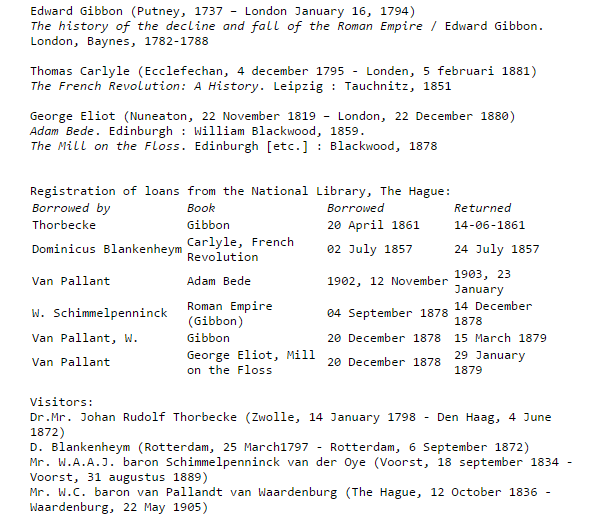 Edward Gibbon (Putney, 1737 – London January 16, 1794)
The history of the decline and fall of the Roman Empire / Edward Gibbon.
London, Baynes, 1782-1788
Thomas Carlyle (Ecclefechan, 4 december 1795 - Londen, 5 februari 1881)
The French Revolution: A History. Leipzig : Tauchnitz, 1851
George Eliot (Nuneaton, 22 November 1819 – London, 22 December 1880)
Adam Bede. Edinburgh : William Blackwood, 1859.
The Mill on the Floss. Edinburgh [etc.] : Blackwood, 1878
Registration of loans from the National Library, The Hague:
Borrowed by Book Borrowed Returned
Thorbecke Gibbon 20 April 1861 14-06-1861
Dominicus Blankenheym Carlyle, French Revolution 02 July 1857 24 July 1857
Van Pallant Adam Bede 1902, 12 November 1903, 23 January
W. Schimmelpenninck Roman Empire (Gibbon) 04 September 1878 14 December 1878
Van Pallant, W. Gibbon 20 December 1878 15 March 1879
Van Pallant George Eliot, Mill on the Floss 20 December 1878 29 January 1879
Visitors:
Dr.Mr. Johan Rudolf Thorbecke (Zwolle, 14 January 1798 - Den Haag, 4 June
1872)
D. Blankenheym (Rotterdam, 25 March1797 - Rotterdam, 6 September 1872)
Mr. W.A.A.J. baron Schimmelpenninck van der Oye (Voorst, 18 september 1834 -
Voorst, 31 augustus 1889)
Mr. W.C. baron van Pallandt van Waardenburg (The Hague, 12 October 1836 -
Waardenburg, 22 May 1905)